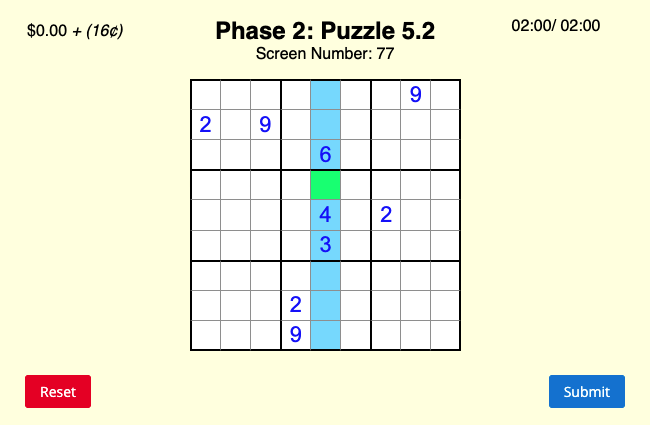 $0.00 + (16¢)
Phase 2: Puzzle 5.2
02:00/ 02:00
Screen Number: 77
9
2 9
6
4 2
3
2
9
Reset
Submit